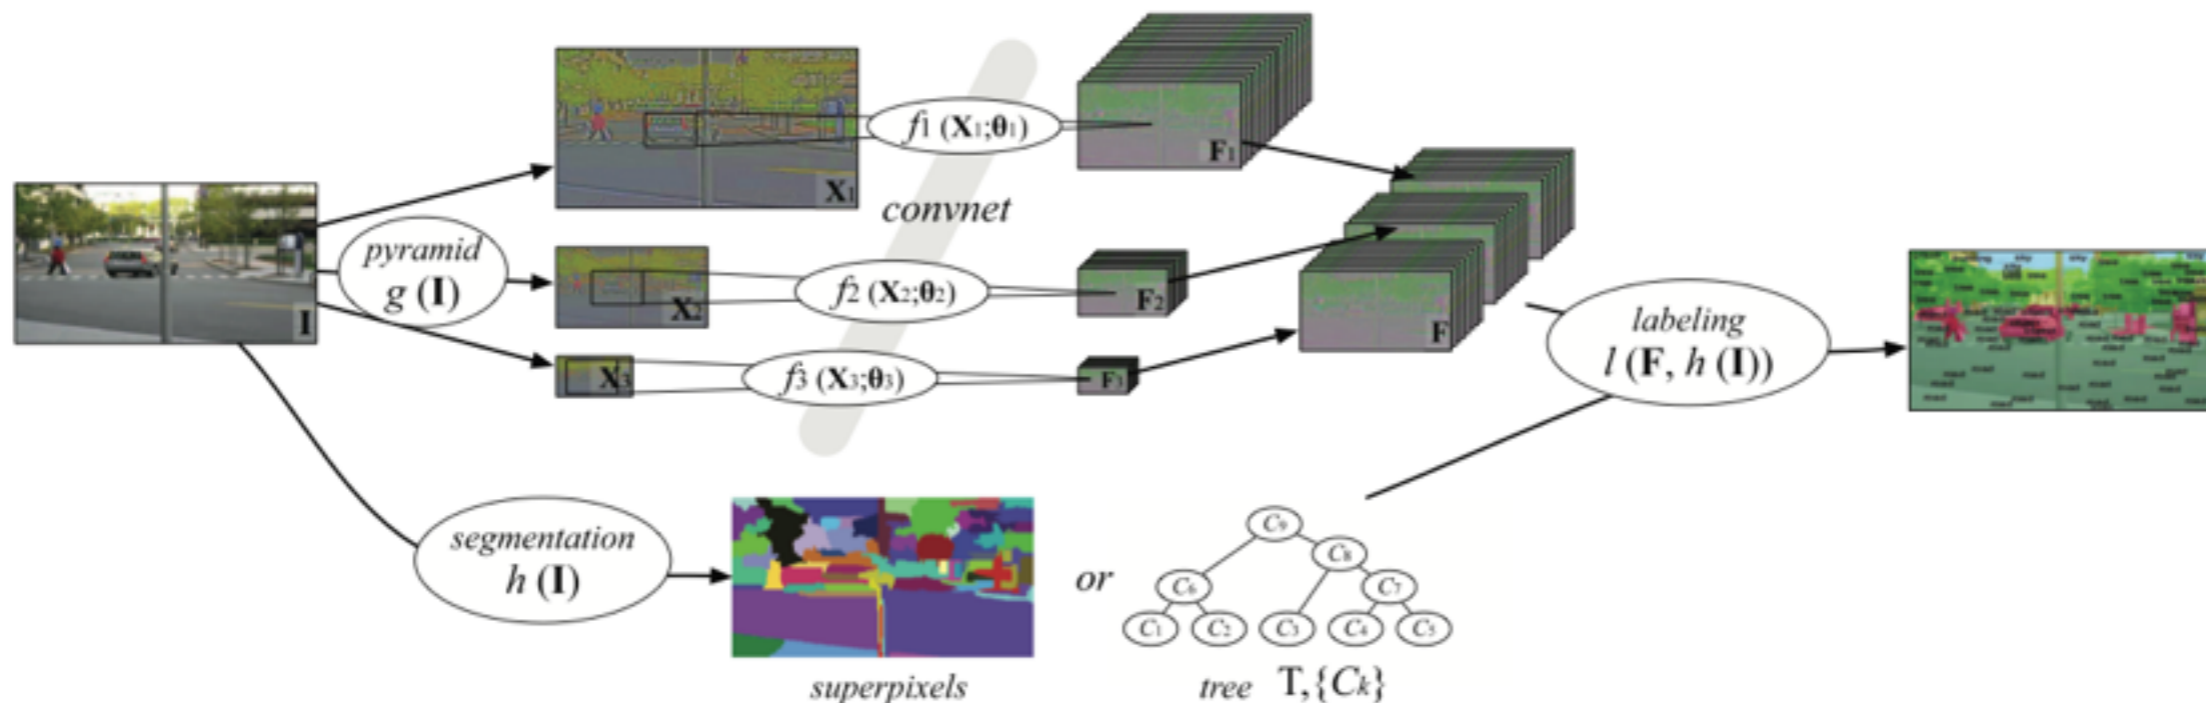 I
pyramid
g (I)
X1
f1 (X1;θ1)
F1
convnet
X2
f2 (X2;θ2)
F2
X3
f3 (X3;θ3)
F3
F
labeling
l (F, h (I))
segmentation
h (I)
superpixels
or
C9
C8
C6
C7
C1
C2
C3
C4
C5
tree T,{Ck}